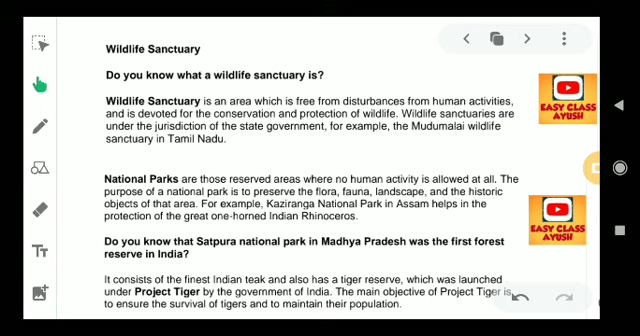 Wildlife Sanctuary
Do you know what a wildlife sanctuary is?
Wildlife Sanctuary is an area which is free from disturbances from human activities,
and is devoted for the conservation and protection of wildlife. Wildlife sanctuaries are
under the jurisdiction of the state government, for example, the Mudumalai wildlife
sanctuary in Tamil Nadu.
EASY CLASS
AYUSH
National Parks are those reserved areas where no human activity is allowed at all. The
purpose of a national park is to preserve the flora, fauna, landscape, and the historic
objects of that area. For example, Kaziranga National Park in Assam helps in the
protection of the great one-horned Indian Rhinoceros.
EASY CLASS
AYUSH
Do you know that Satpura national park in Madhya Pradesh was the first forest
reserve in India?
It consists of the finest Indian teak and also has a tiger reserve, which was launched
under Project Tiger by the government of India. The main objective of Project Tiger is
to ensure the survival of tigers and to maintain their population.
Tт